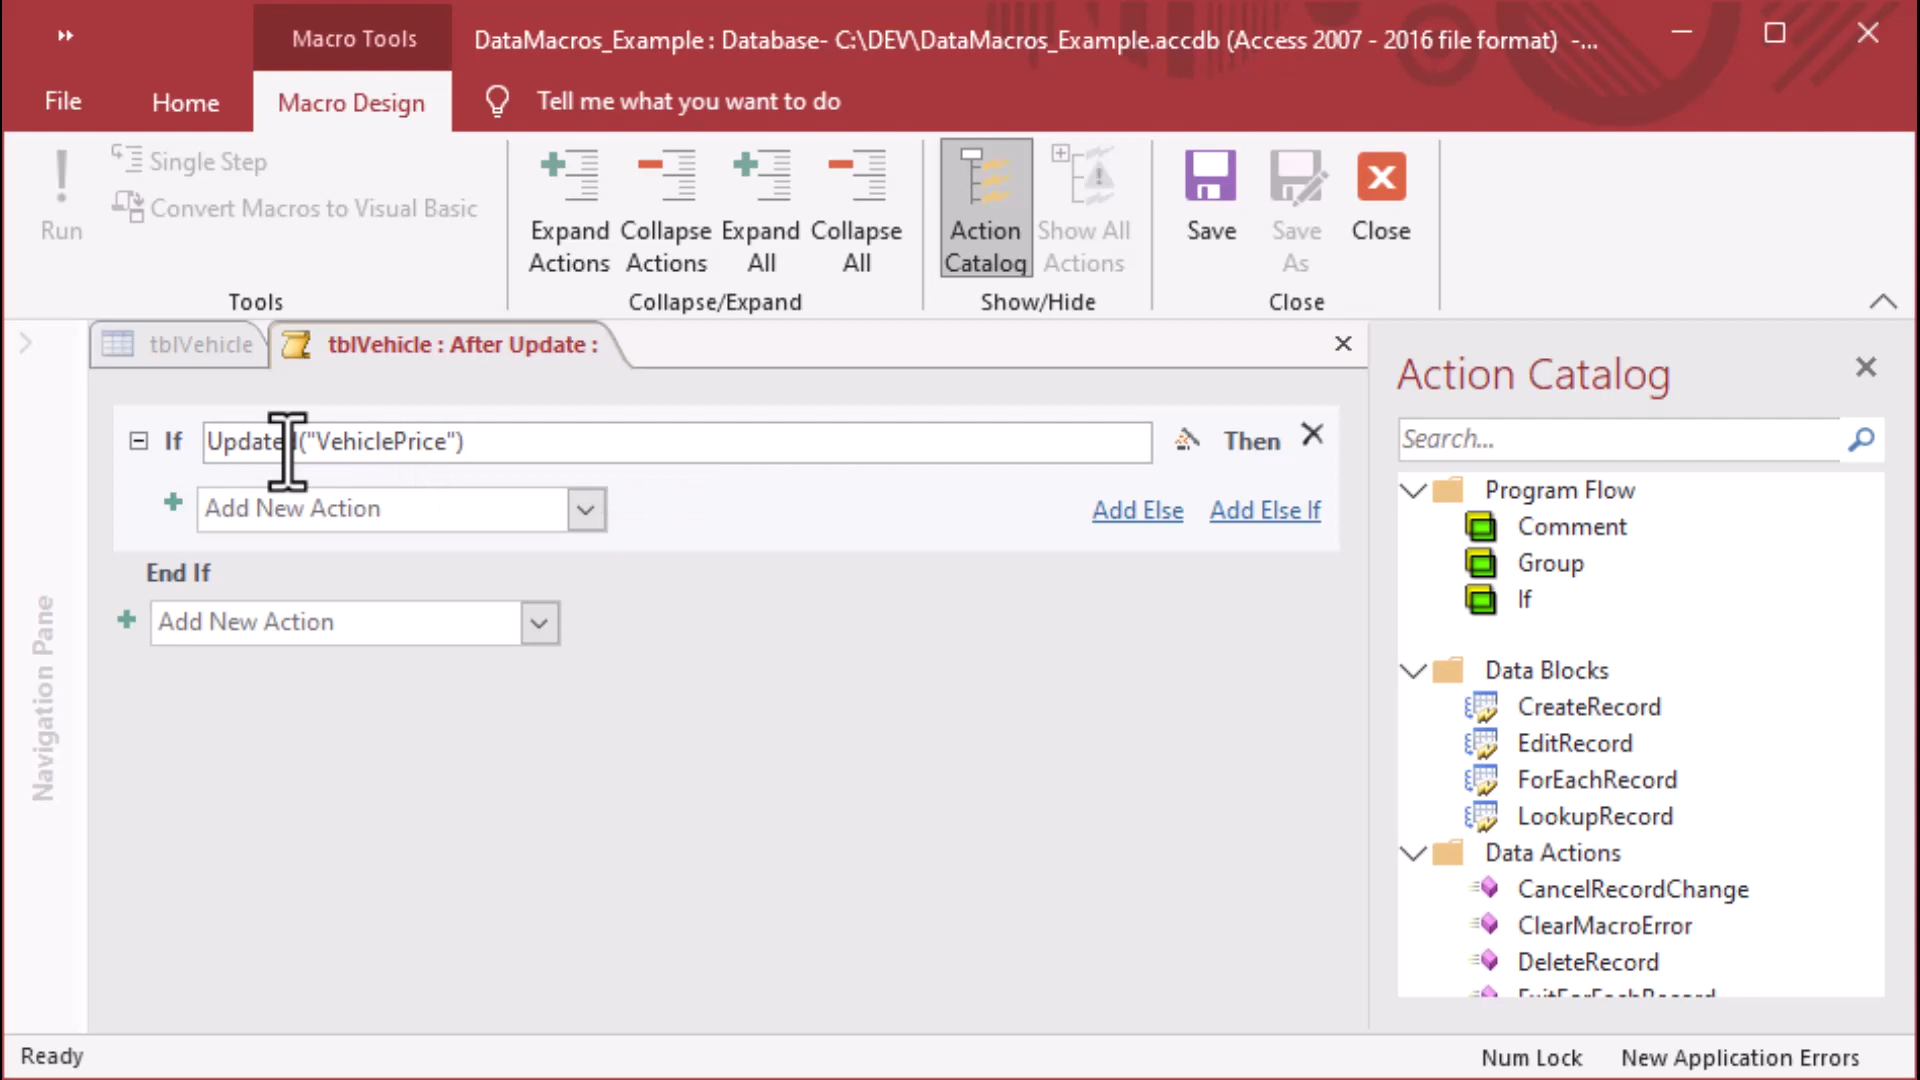 Macro Tools
DataMacros_Example : Database- C:\DEV\DataMacros_Example.accdb (Access 2007 - 2016 file format) -...
File
Home
Macro Design
Tell me what you want to do
Run
Single Step
Convert Macros to Visual Basic
Tools
Expand Actions
Collapse Actions
Expand All
Collapse All
Collapse/Expand
Action Catalog
Show All Actions
Show/Hide
Save
Save As
Close
Close
tblVehicle
tblVehicle : After Update :
Navigation Pane
If Updated("VehiclePrice") Then
Add New Action
Add Else
Add Else If
End If
Add New Action
Action Catalog
Search...
Program Flow
Comment
Group
If
Data Blocks
CreateRecord
EditRecord
ForEachRecord
LookupRecord
Data Actions
CancelRecordChange
ClearMacroError
DeleteRecord
ExitForEachRecord
Ready
Num Lock
New Application Errors